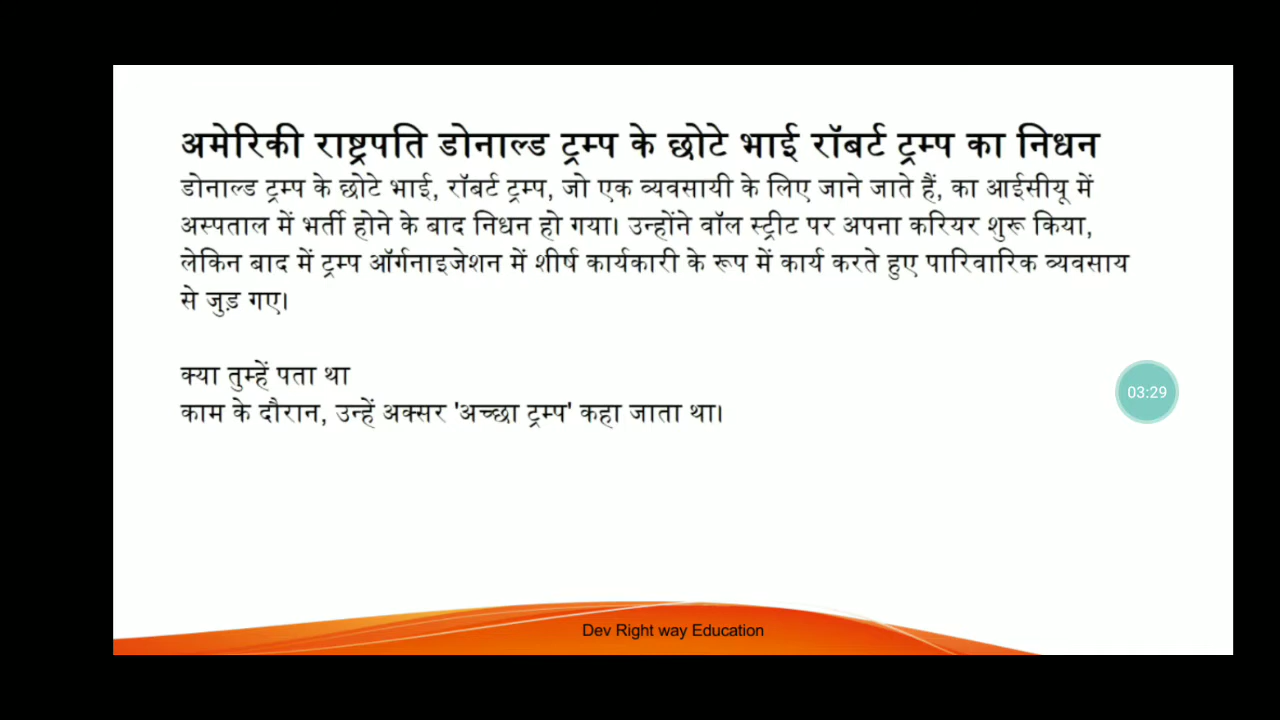 अमेरिकी राष्ट्रपति डोनाल्ड ट्रम्प के छोटे भाई रॉबर्ट ट्रम्प का निधन
डोनाल्ड ट्रम्प के छोटे भाई, रॉबर्ट ट्रम्प, जो एक व्यवसायी के लिए जाने जाते हैं, का आईसीयू में
अस्पताल में भर्ती होने के बाद निधन हो गया। उन्होंने वॉल स्ट्रीट पर अपना करियर शुरू किया,
लेकिन बाद में ट्रम्प ऑर्गनाइजेशन में शीर्ष कार्यकारी के रूप में कार्य करते हुए पारिवारिक व्यवसाय
से जुड़ गए।
क्या तुम्हें पता था
काम के दौरान, उन्हें अक्सर 'अच्छा ट्रम्प' कहा जाता था।
03:29
Dev Right way Education